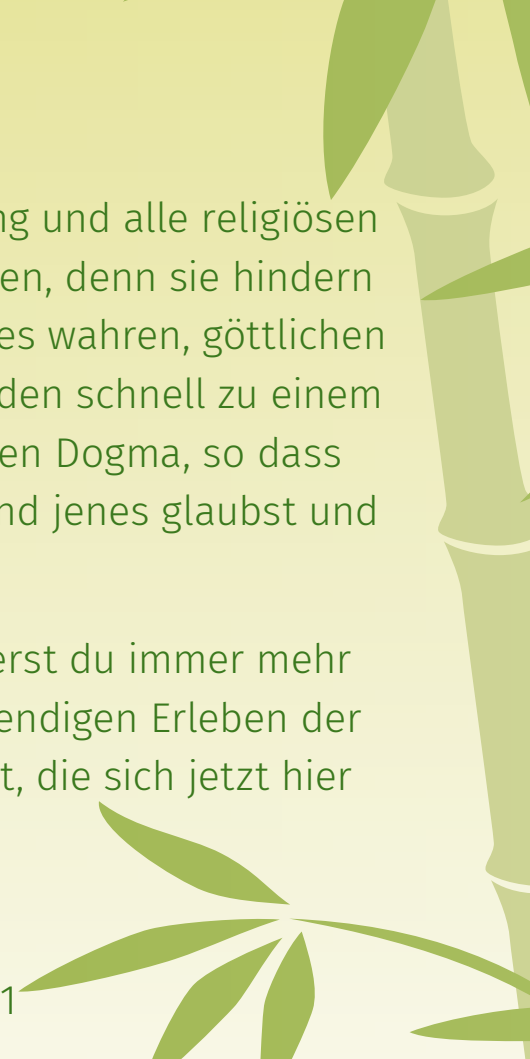 ng und alle religiösen
en, denn sie hindern
es wahren, göttlichen
den schnell zu einem
en Dogma, so dass
nd jenes glaubst und
erst du immer mehr
endigen Erleben der
t, die sich jetzt hier
1